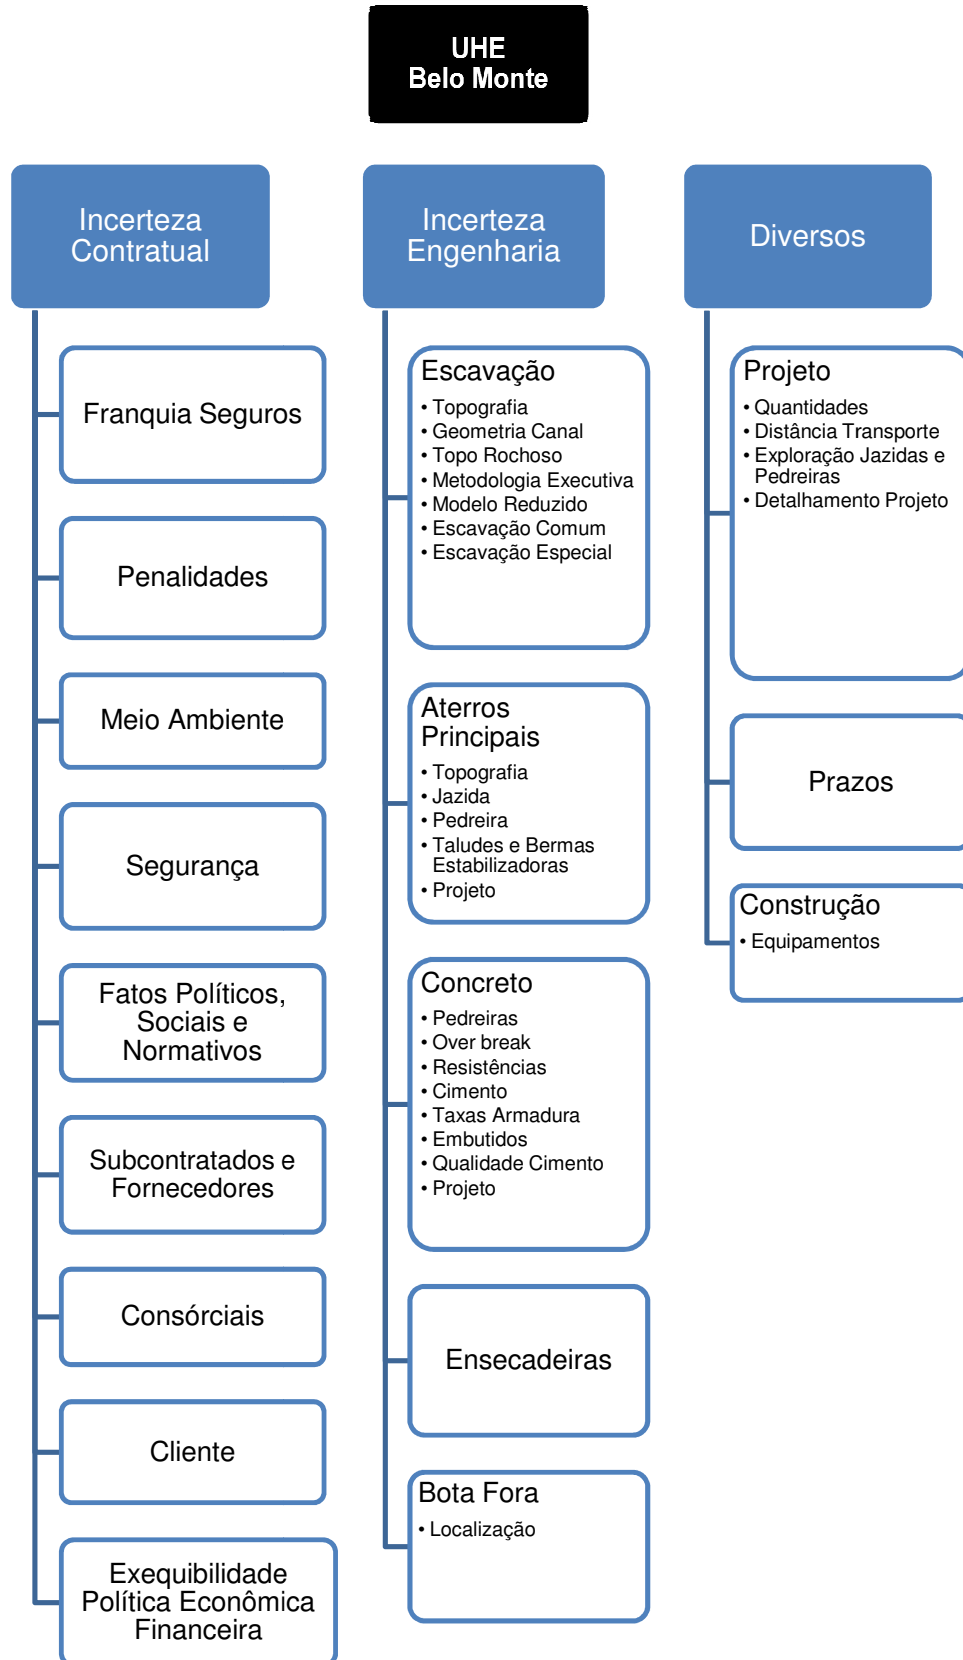 UHE
Belo Monte
Incerteza
Contratual
Franquia Seguros
Penalidades
Meio Ambiente
Segurança
Fatos Políticos,
Sociais e
Normativos
Subcontratados e
Fornecedores
Consórciais
Cliente
Exequibilidade
Política Econômica
Financeira
Incerteza
Engenharia
Escavação
• Topografia
• Geometria Canal
• Topo Rochoso
• Metodologia Executiva
• Modelo Reduzido
• Escavação Comum
• Escavação Especial
Aterros
Principais
• Topografia
• Jazida
• Pedreira
• Taludes e Bermas
Estabilizadoras
• Projeto
Concreto
• Pedreiras
• Over break
• Resistências
• Cimento
• Taxas Armadura
• Embutidos
• Qualidade Cimento
• Projeto
Ensecadeiras
Bota Fora
• Localização
Diversos
Projeto
• Quantidades
• Distância Transporte
• Exploração Jazidas e
Pedreiras
• Detalhamento Projeto
Prazos
Construção
• Equipamentos